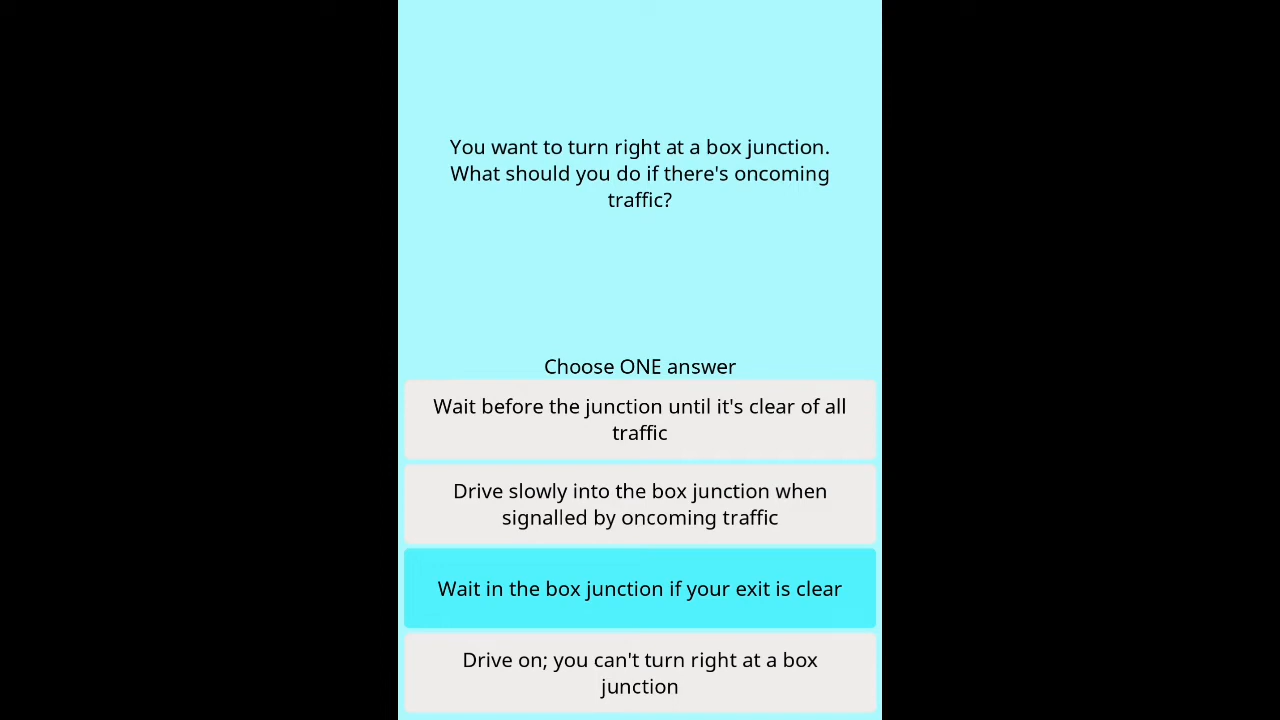 You want to turn right at a box junction.
What should you do if there's oncoming
traffic?
Choose ONE answer
Wait before the junction until it's clear of all
traffic
Drive slowly into the box junction when
signalled by oncoming traffic
Wait in the box junction if your exit is clear
Drive on; you can't turn right at a box
junction